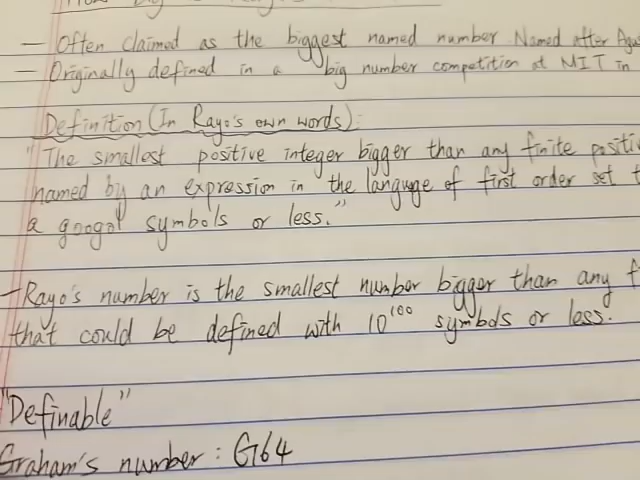 — Often claimed as the biggest named number Named after
— Originally defined in a big number competition at MIT in
Definition (In Rayo's own words):
"The smallest positive integer bigger than any finite
named by an expression in the language of first order set
a googol symbols or less."
—Rayo's number is the smallest number bigger than any
that could be defined with 10¹⁰⁰ symbols or less.
"Definable"
Graham's number : G64